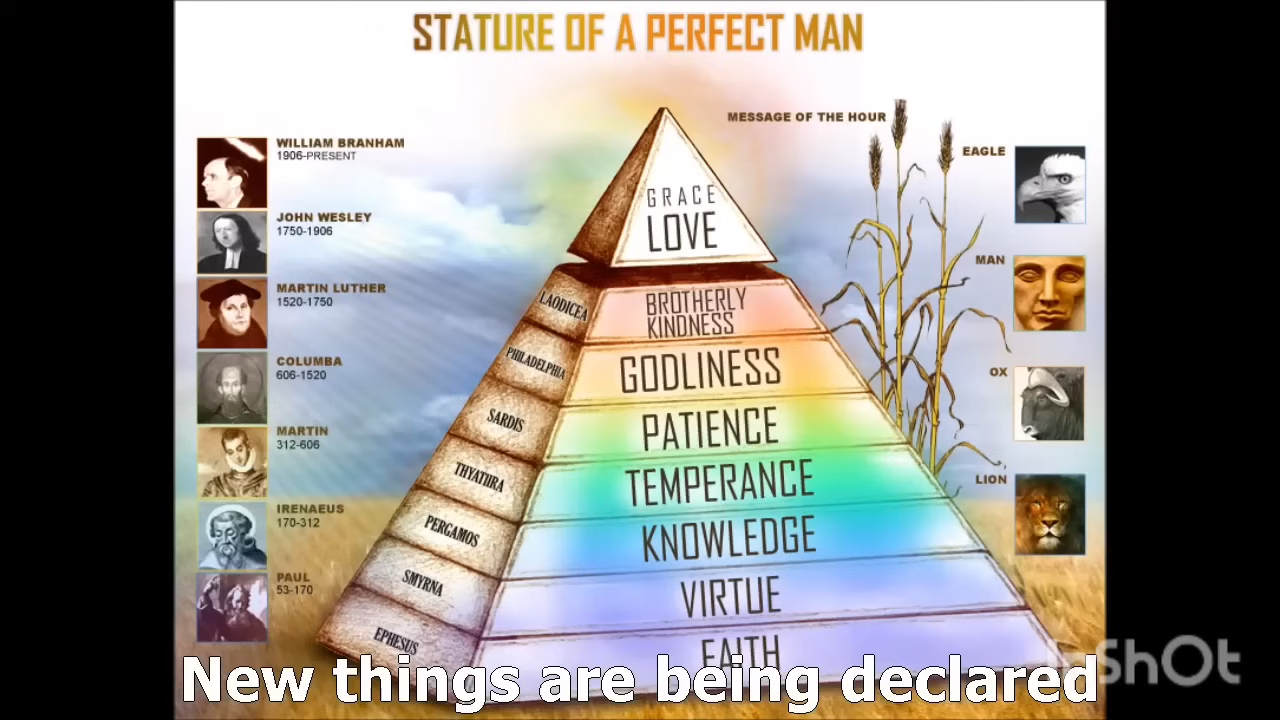 STATURE OF A PERFECT MAN
MESSAGE OF THE HOUR
WILLIAM BRANHAM
1906-PRESENT
JOHN WESLEY
1750-1906
MARTIN LUTHER
1520-1750
COLUMBA
606-1520
MARTIN
312-606
IRENAEUS
170-312
PAUL
53-170
GRACE
LOVE
LAODICEA
BROTHERLY
KINDNESS
PHILADELPHIA
GODLINESS
SARDIS
PATIENCE
THYATIIRA
TEMPERANCE
PERGAMOS
KNOWLEDGE
SMYRNA
VIRTUE
EPHESUS
FAITH
EAGLE
MAN
OX
LION
New things are being declared
shOt